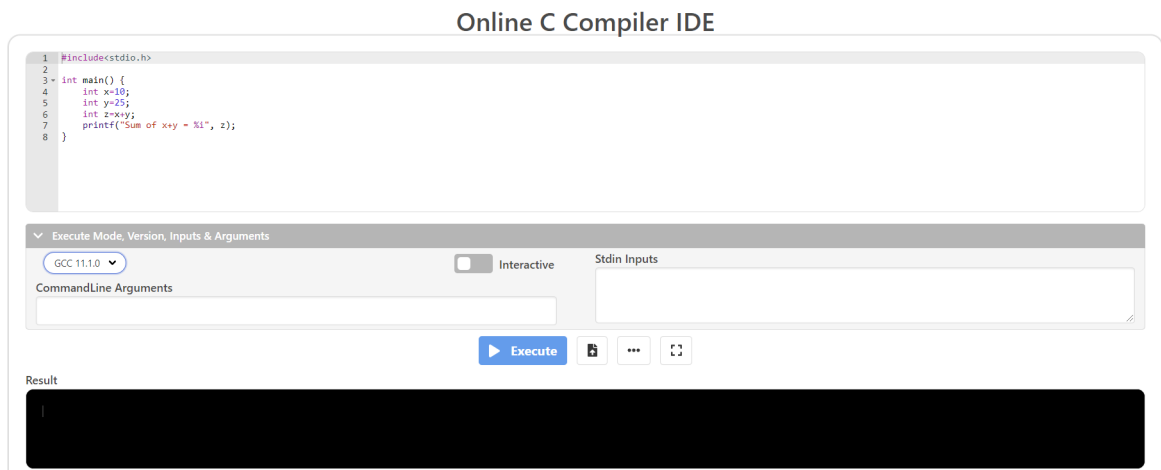 Online C Compiler IDE
1 #include<stdio.h>
2
3 int main() {
4 int x=10;
5 int y=25;
6 int z=x+y;
7 printf("Sum of x+y = %i", z);
8 }
Execute Mode, Version, Inputs & Arguments
GCC 11.1.0
Interactive
Stdin Inputs
CommandLine Arguments
Execute
Result